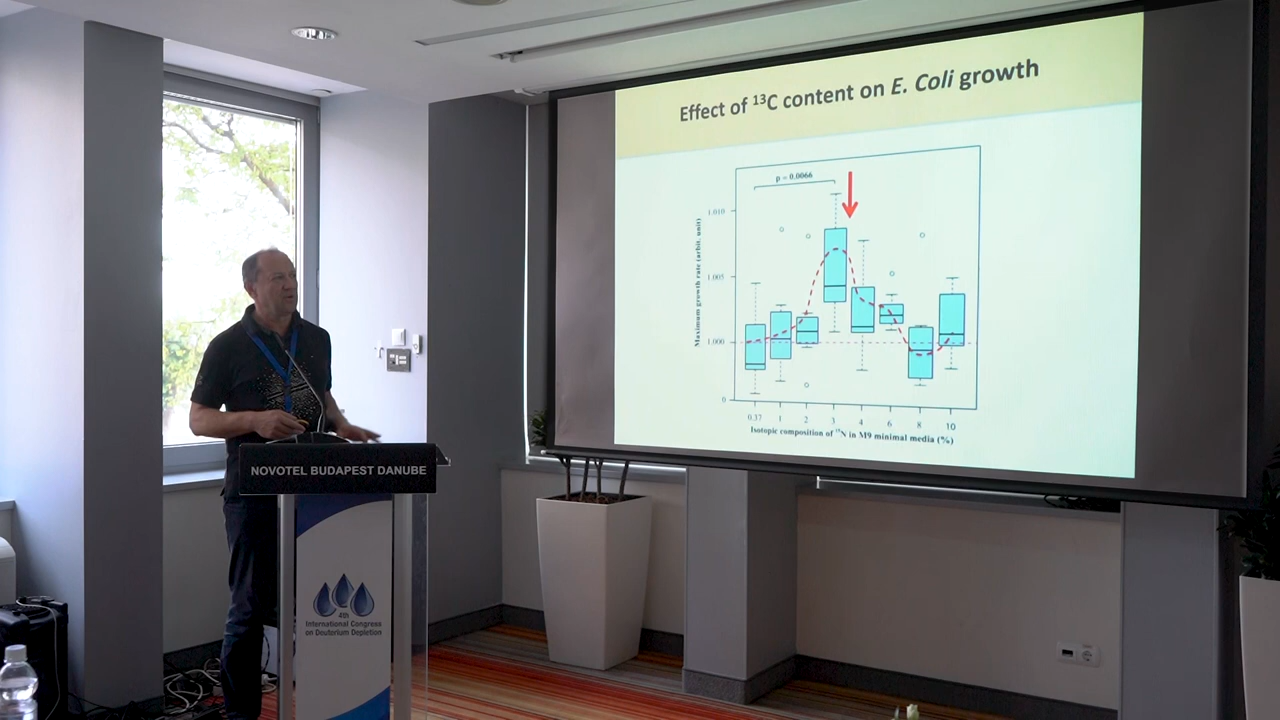 Effect of ¹³C content on E. Coli growth
p = 0.0066
Maximum growth rate (arbit. unit)
1.010
1.005
1.000
0
0.37 1 2 3 4 6 8 10
Isotopic composition of ¹⁵N in M9 minimal media (%)
NOVOTEL BUDAPEST DANUBE
4th
International Congress
on Deuterium Depletion